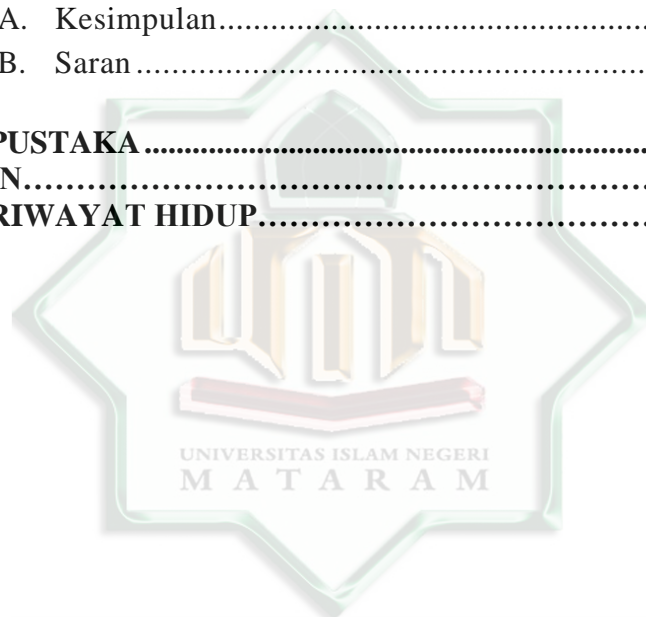 A. Kesimpulan.......................................................
B. Saran.......................................................
PUSTAKA.......................................................
N.......................................................
RIWAYAT HIDUP.......................................................
UNIVERSITAS ISLAM NEGERI
MATARAM